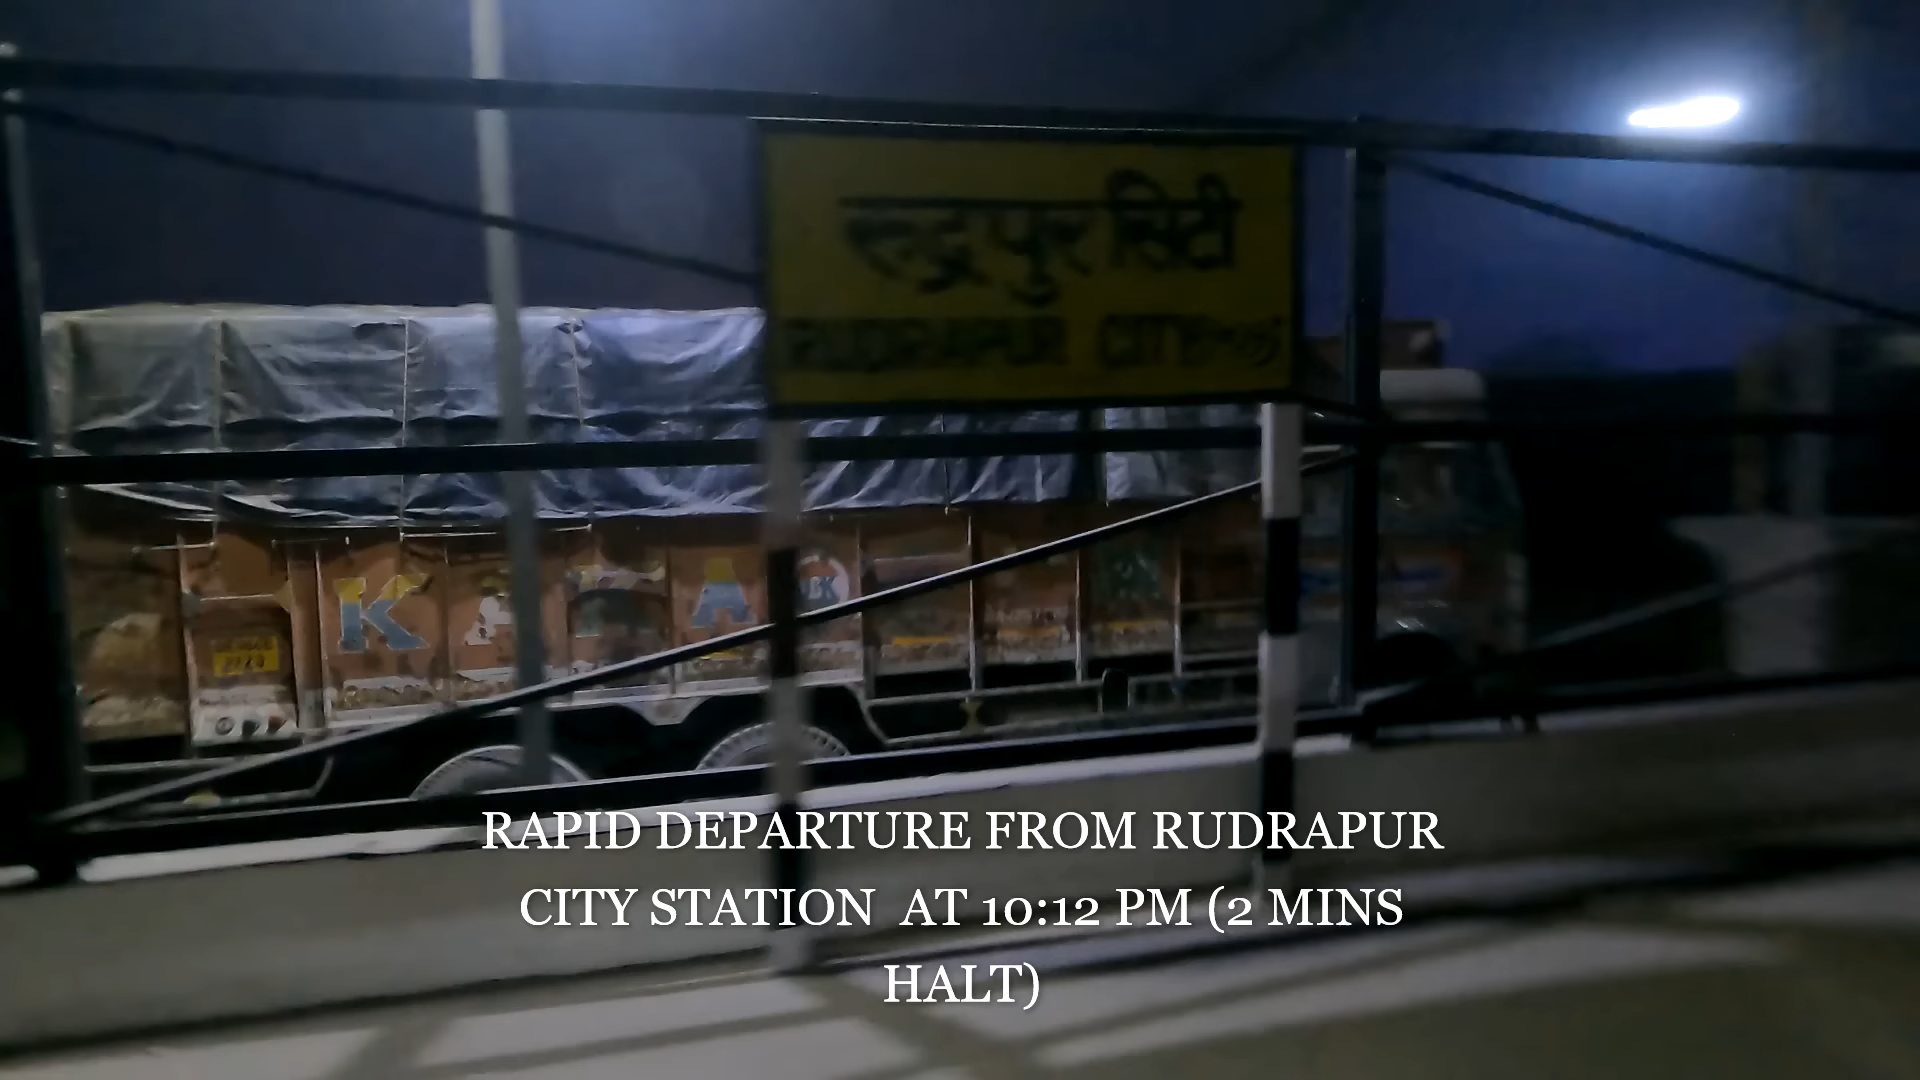 रूद्रपुर सिटी
RUDRAPUR CITY
K A T A
RAPID DEPARTURE FROM RUDRAPUR
CITY STATION AT 10:12 PM (2 MINS
HALT)